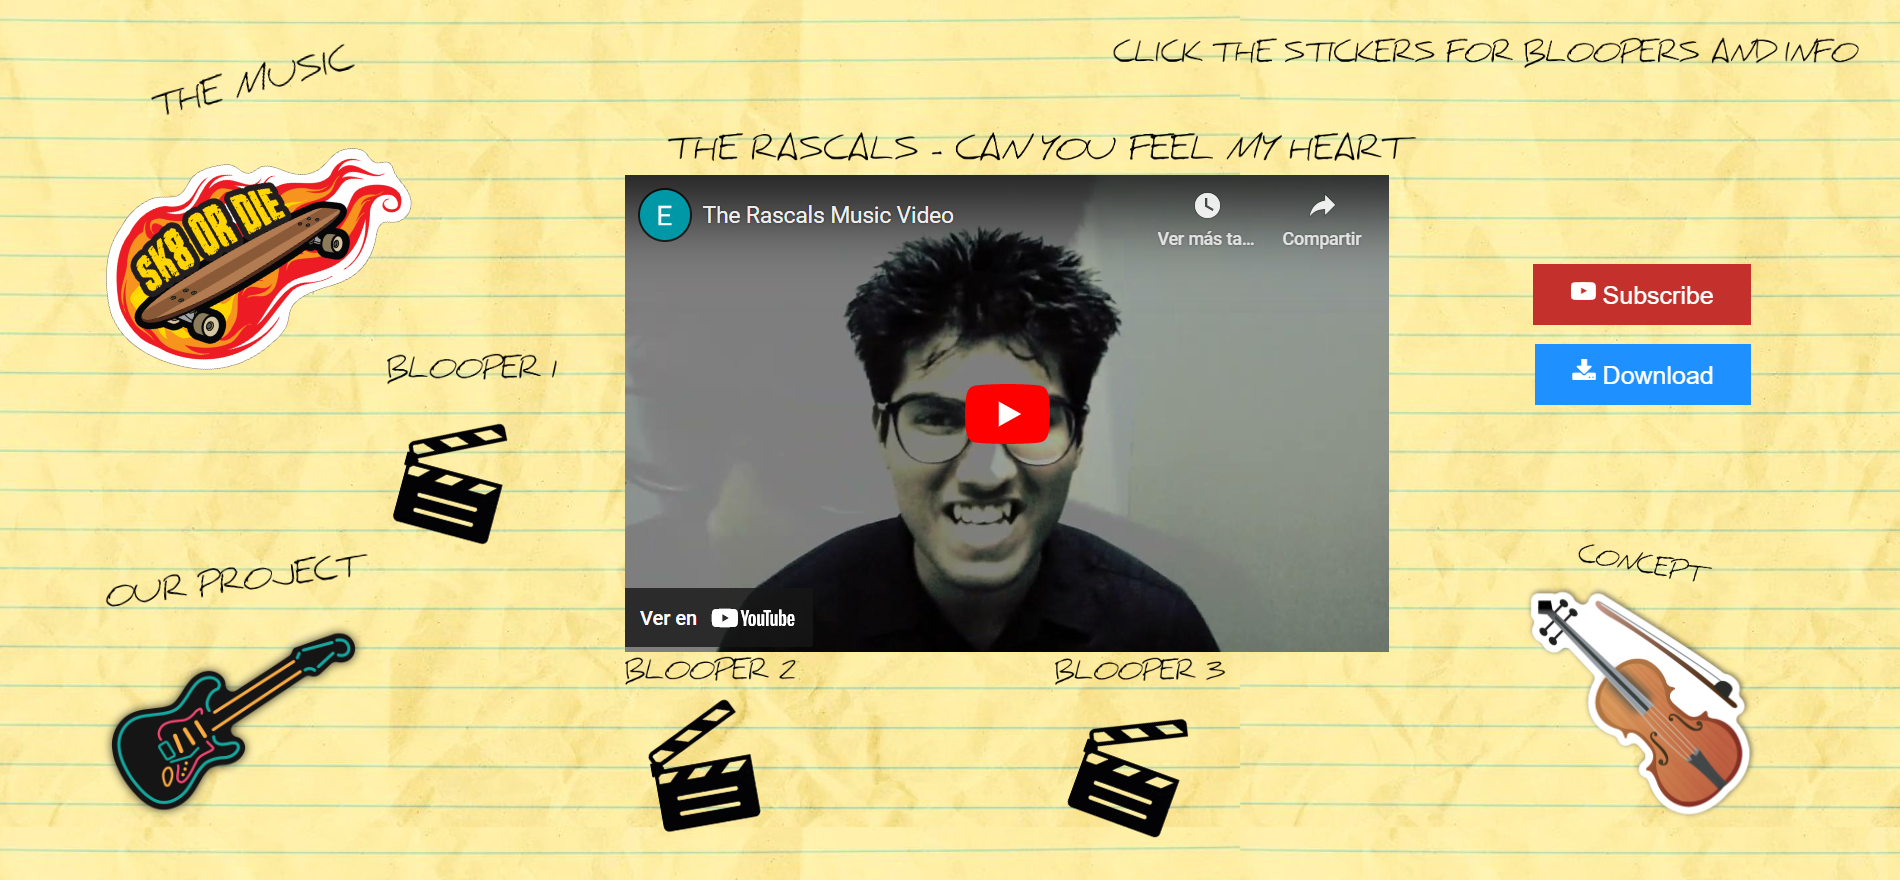 THE MUSIC
CLICK THE STICKERS FOR BLOOPERS AND INFO
THE RASCALS - CAN YOU FEEL MY HEART
SK8 OR DIE
E
The Rascals Music Video
Ver más ta...
Compartir
Subscribe
Download
BLOOPER 1
OUR PROJECT
CONCEPT
Ver en YouTube
BLOOPER 2
BLOOPER 3